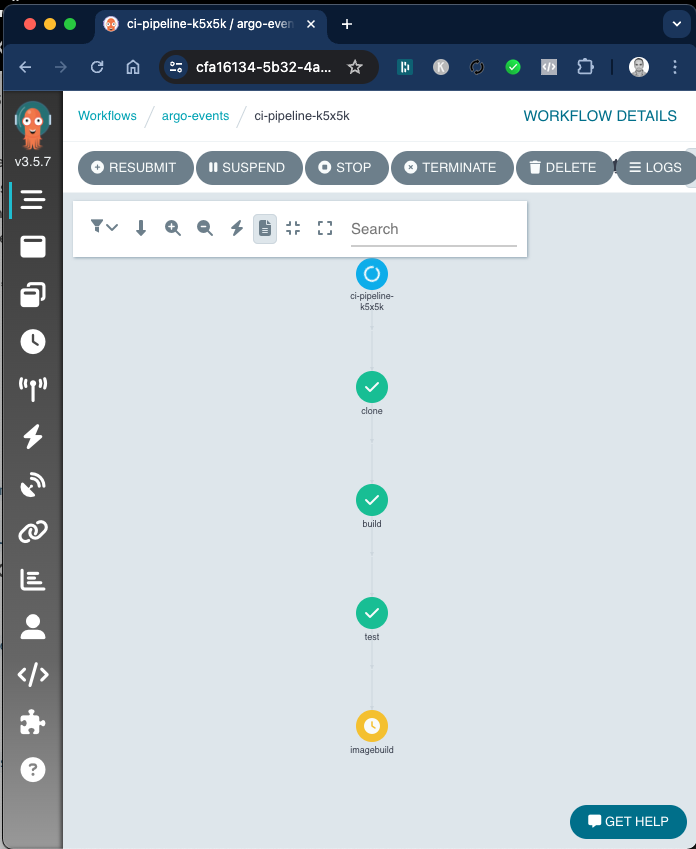 ci-pipeline-k5x5k / argo-even
cfa16134-5b32-4a...
K
v3.5.7
Workflows
argo-events
ci-pipeline-k5x5k
WORKFLOW DETAILS
RESUBMIT
SUSPEND
STOP
TERMINATE
DELETE
LOGS
Search
ci-pipeline-
k5x5k
clone
build
test
imagebuild
GET HELP